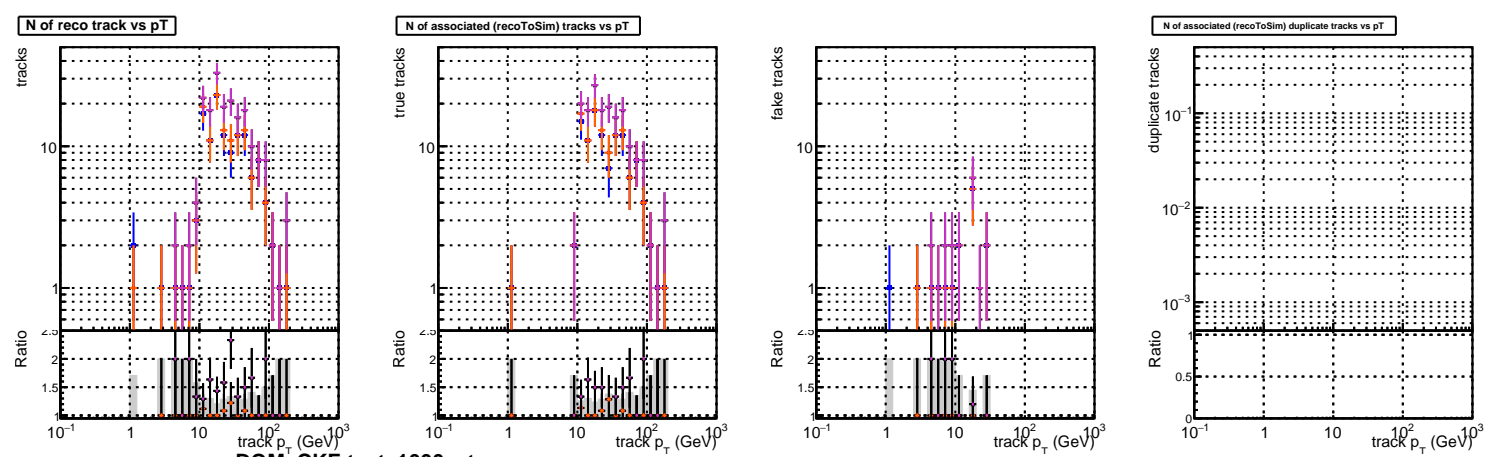 N of reco track vs pT
tracks
10
1
Ratio
2.5
2
1.5
1
10⁻¹ 1 10 10² 10³
track p_T (GeV)
N of associated (recoToSim) tracks vs pT
true tracks
10
1
Ratio
2.5
2
1.5
1
10⁻¹ 1 10 10² 10³
track p_T (GeV)
fake tracks
10
1
Ratio
2.5
2
1.5
1
10⁻¹ 1 10 10² 10³
track p_T (GeV)
N of associated (recoToSim) duplicate tracks vs pT
duplicate tracks
10⁻¹
10⁻²
10⁻³
Ratio
1
0.5
0
10⁻¹ 1 10 10² 10³
track p_T (GeV)